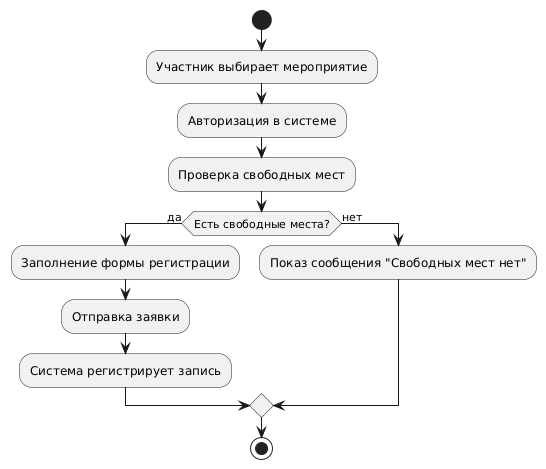 Участник выбирает мероприятие
Авторизация в системе
Проверка свободных мест
да
Есть свободные места?
нет
Заполнение формы регистрации
Показ сообщения "Свободных мест нет"
Отправка заявки
Система регистрирует запись